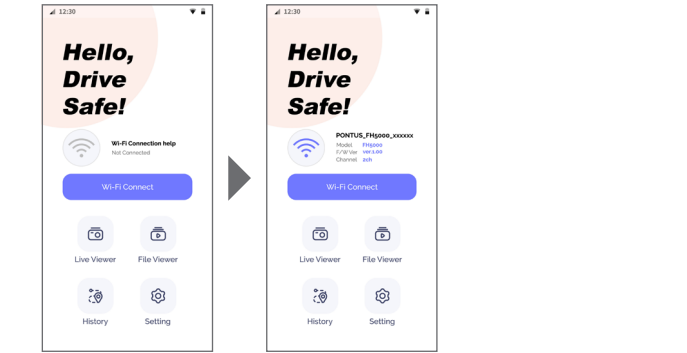 12:30
Hello,
Drive
Safe!
Wi-Fi Connection help
Not Connected
Wi-Fi Connect
Live Viewer
File Viewer
History
Setting
12:30
Hello,
Drive
Safe!
PONTUS_FH5000_xxxxxx
Model FH5000
F/W Ver ver.1.00
Channel 2ch
Wi-Fi Connect
Live Viewer
File Viewer
History
Setting